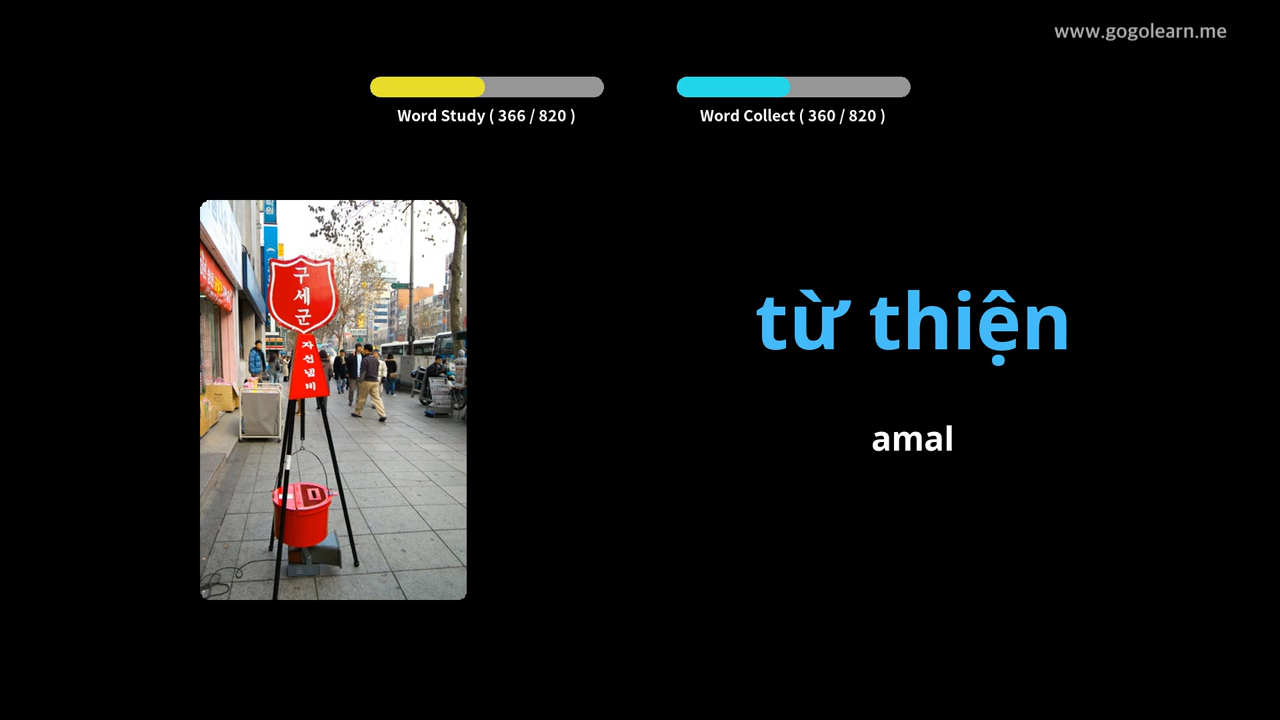 www.gogolearn.me
Word Study ( 366 / 820 )
Word Collect ( 360 / 820 )
구세군
자선냄비
từ thiện
amal